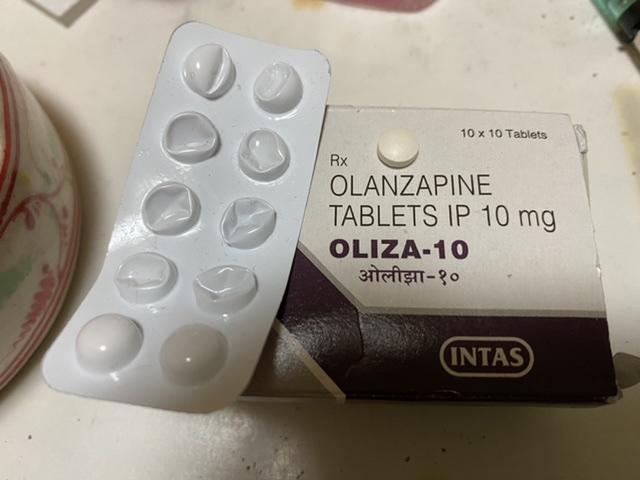 10 x 10 Tablets
Rx
OLANZAPINE
TABLETS IP 10 mg
OLIZA-10
ओलीझा-१०
INTAS